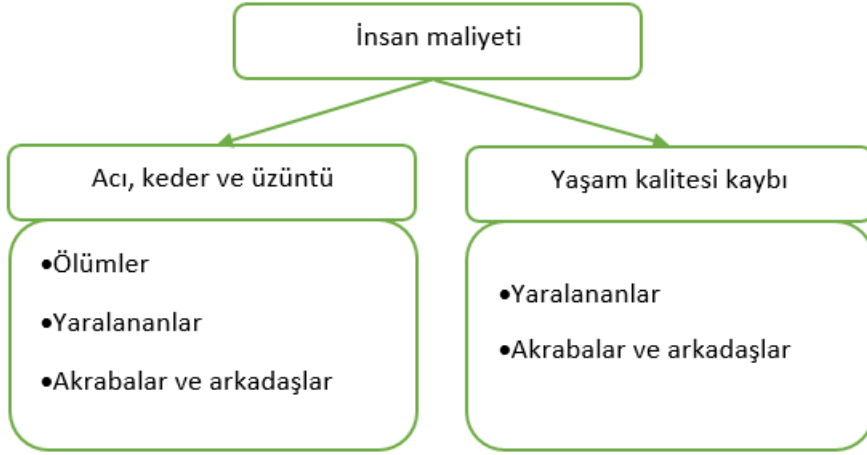 İnsan maliyeti
Acı, keder ve üzüntü
Yaşam kalitesi kaybı
•Ölümler
•Yaralananlar
•Akrabalar ve arkadaşlar
•Yaralananlar
•Akrabalar ve arkadaşlar